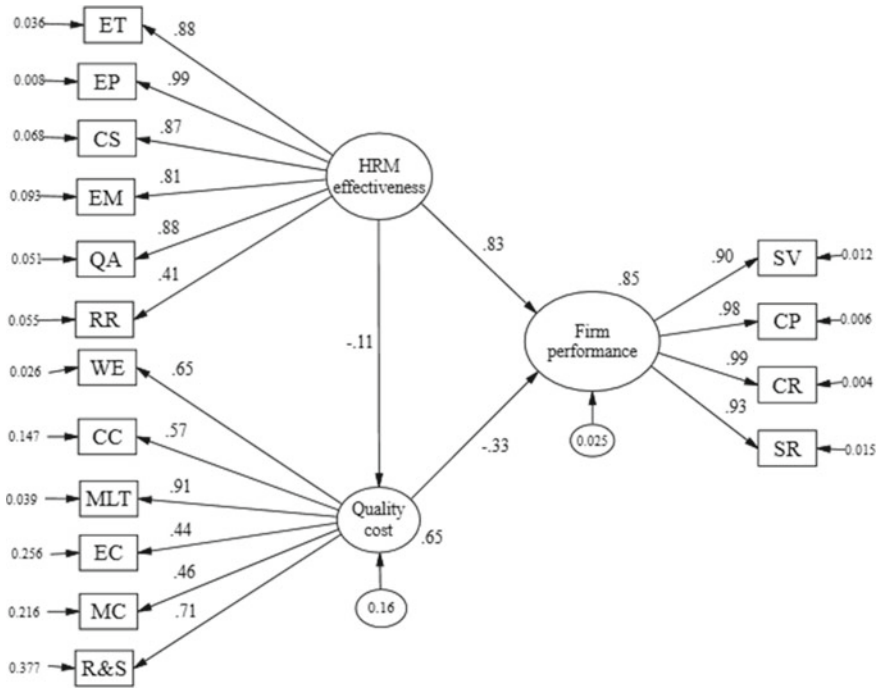 0.036 ET .88
0.008 EP .99
0.068 CS .87
0.093 EM .81
0.051 QA .88
0.055 RR .41
HRM
effectiveness
.83
-.11
0.026 WE .65
0.147 CC .57
0.039 MLT .91
0.256 EC .44
0.216 MC .46
0.377 R&S .71
Quality
cost
.65
0.16
-.33
.85
Firm
performance
0.025
.90 SV 0.012
.98 CP 0.006
.99 CR 0.004
.93 SR 0.015